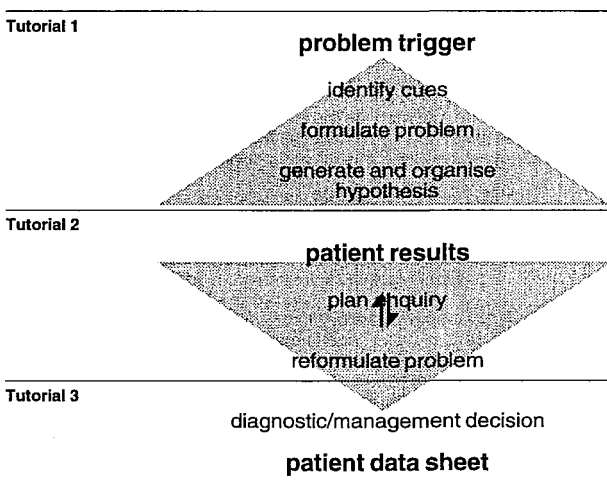 Tutorial 1
problem trigger
identify cues
formulate problem
generate and organise
hypothesis
Tutorial 2
patient results
plan enquiry
reformulate problem
Tutorial 3
diagnostic/management decision
patient data sheet